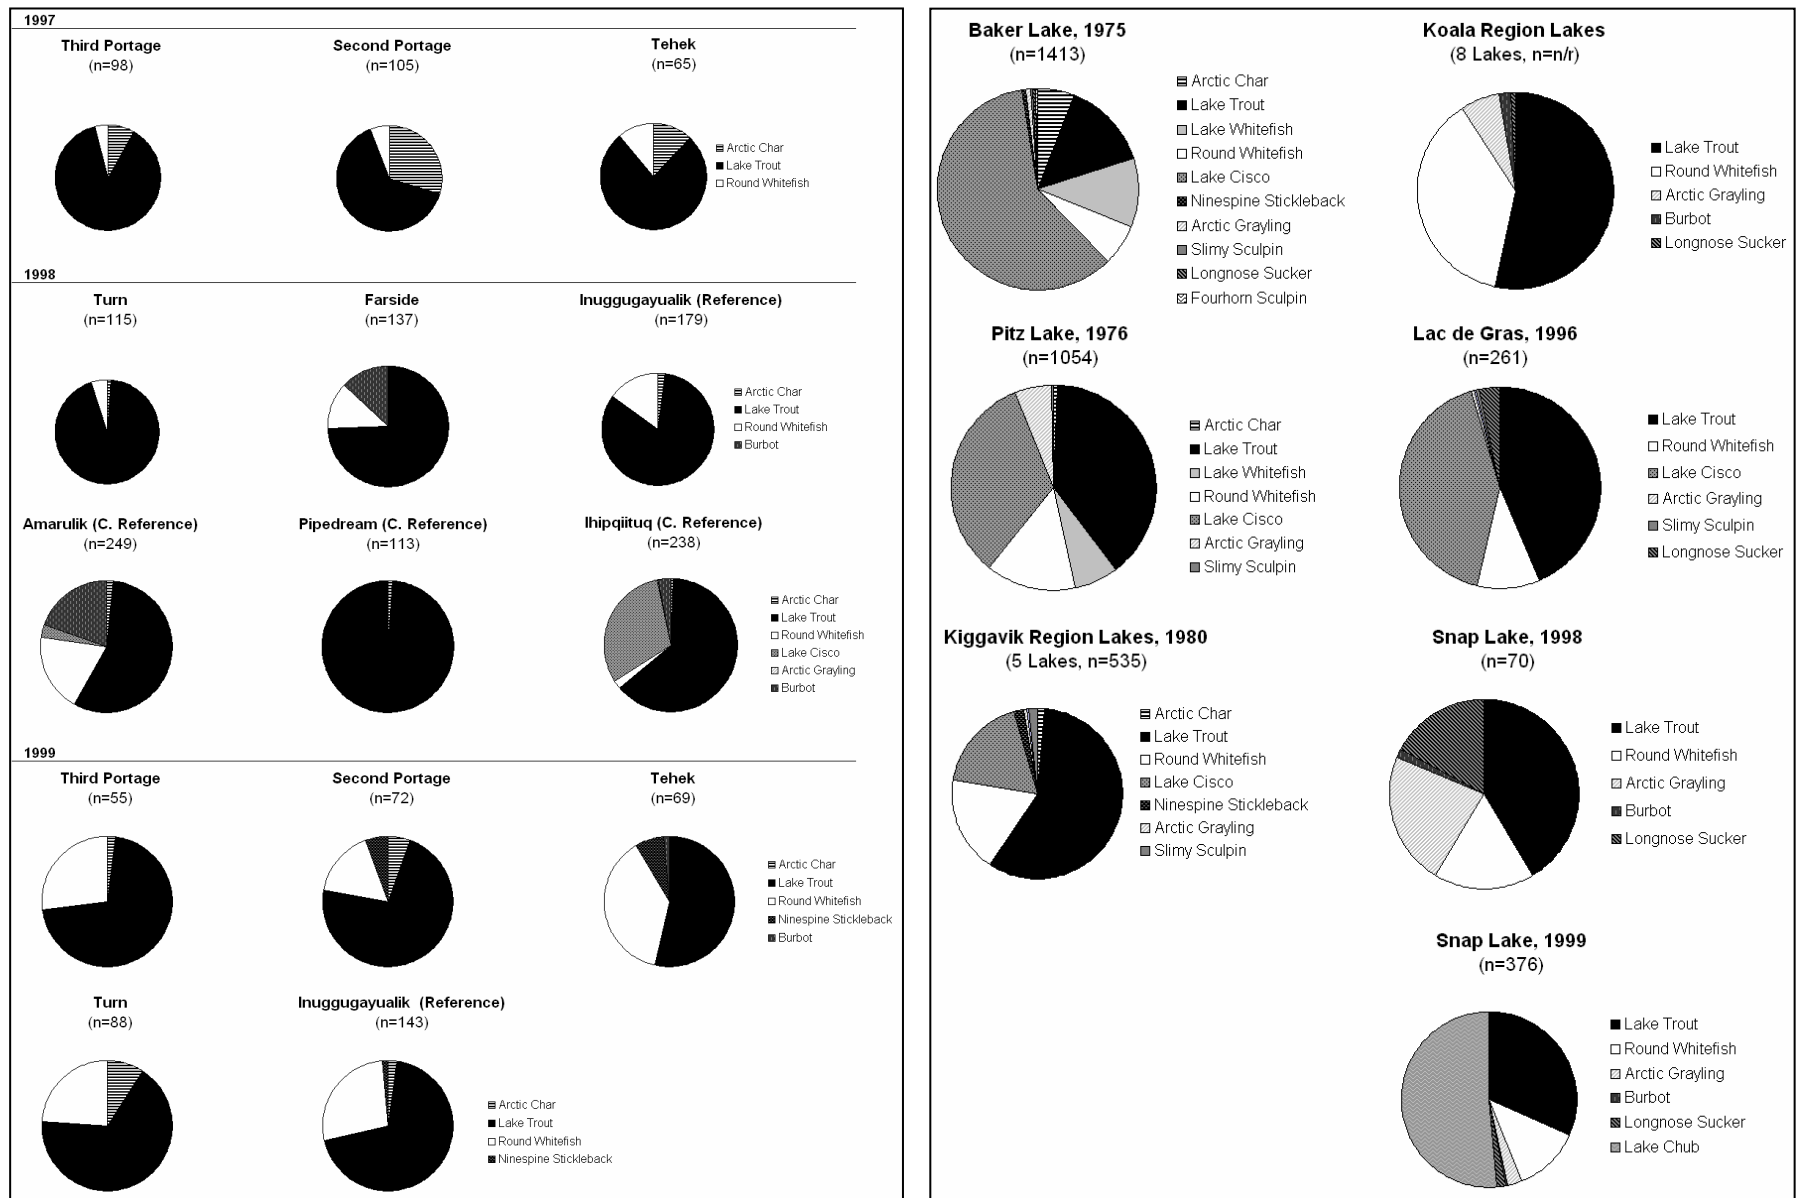 1997
Third Portage
(n=98)
Second Portage
(n=105)
Tehek
(n=65)
Arctic Char
Lake Trout
Round Whitefish
1998
Turn
(n=115)
Farside
(n=137)
Inuggugayualik (Reference)
(n=179)
Arctic Char
Lake Trout
Round Whitefish
Burbot
Amarulik (C. Reference)
(n=249)
Pipedream (C. Reference)
(n=113)
Ihipqiituq (C. Reference)
(n=238)
Arctic Char
Lake Trout
Round Whitefish
Lake Cisco
Arctic Grayling
Burbot
1999
Third Portage
(n=55)
Second Portage
(n=72)
Tehek
(n=69)
Arctic Char
Lake Trout
Round Whitefish
Ninespine Stickleback
Burbot
Turn
(n=88)
Inuggugayualik (Reference)
(n=143)
Arctic Char
Lake Trout
Round Whitefish
Ninespine Stickleback
Baker Lake, 1975
(n=1413)
Arctic Char
Lake Trout
Lake Whitefish
Round Whitefish
Lake Cisco
Ninespine Stickleback
Arctic Grayling
Slimy Sculpin
Longnose Sucker
Fourhorn Sculpin
Koala Region Lakes
(8 Lakes, n=n/r)
Lake Trout
Round Whitefish
Arctic Grayling
Burbot
Longnose Sucker
Pitz Lake, 1976
(n=1054)
Arctic Char
Lake Trout
Lake Whitefish
Round Whitefish
Lake Cisco
Arctic Grayling
Slimy Sculpin
Lac de Gras, 1996
(n=261)
Lake Trout
Round Whitefish
Lake Cisco
Arctic Grayling
Slimy Sculpin
Longnose Sucker
Kiggavik Region Lakes, 1980
(5 Lakes, n=535)
Arctic Char
Lake Trout
Round Whitefish
Lake Cisco
Ninespine Stickleback
Arctic Grayling
Slimy Sculpin
Snap Lake, 1998
(n=70)
Lake Trout
Round Whitefish
Arctic Grayling
Burbot
Longnose Sucker
Snap Lake, 1999
(n=376)
Lake Trout
Round Whitefish
Arctic Grayling
Burbot
Longnose Sucker
Lake Chub